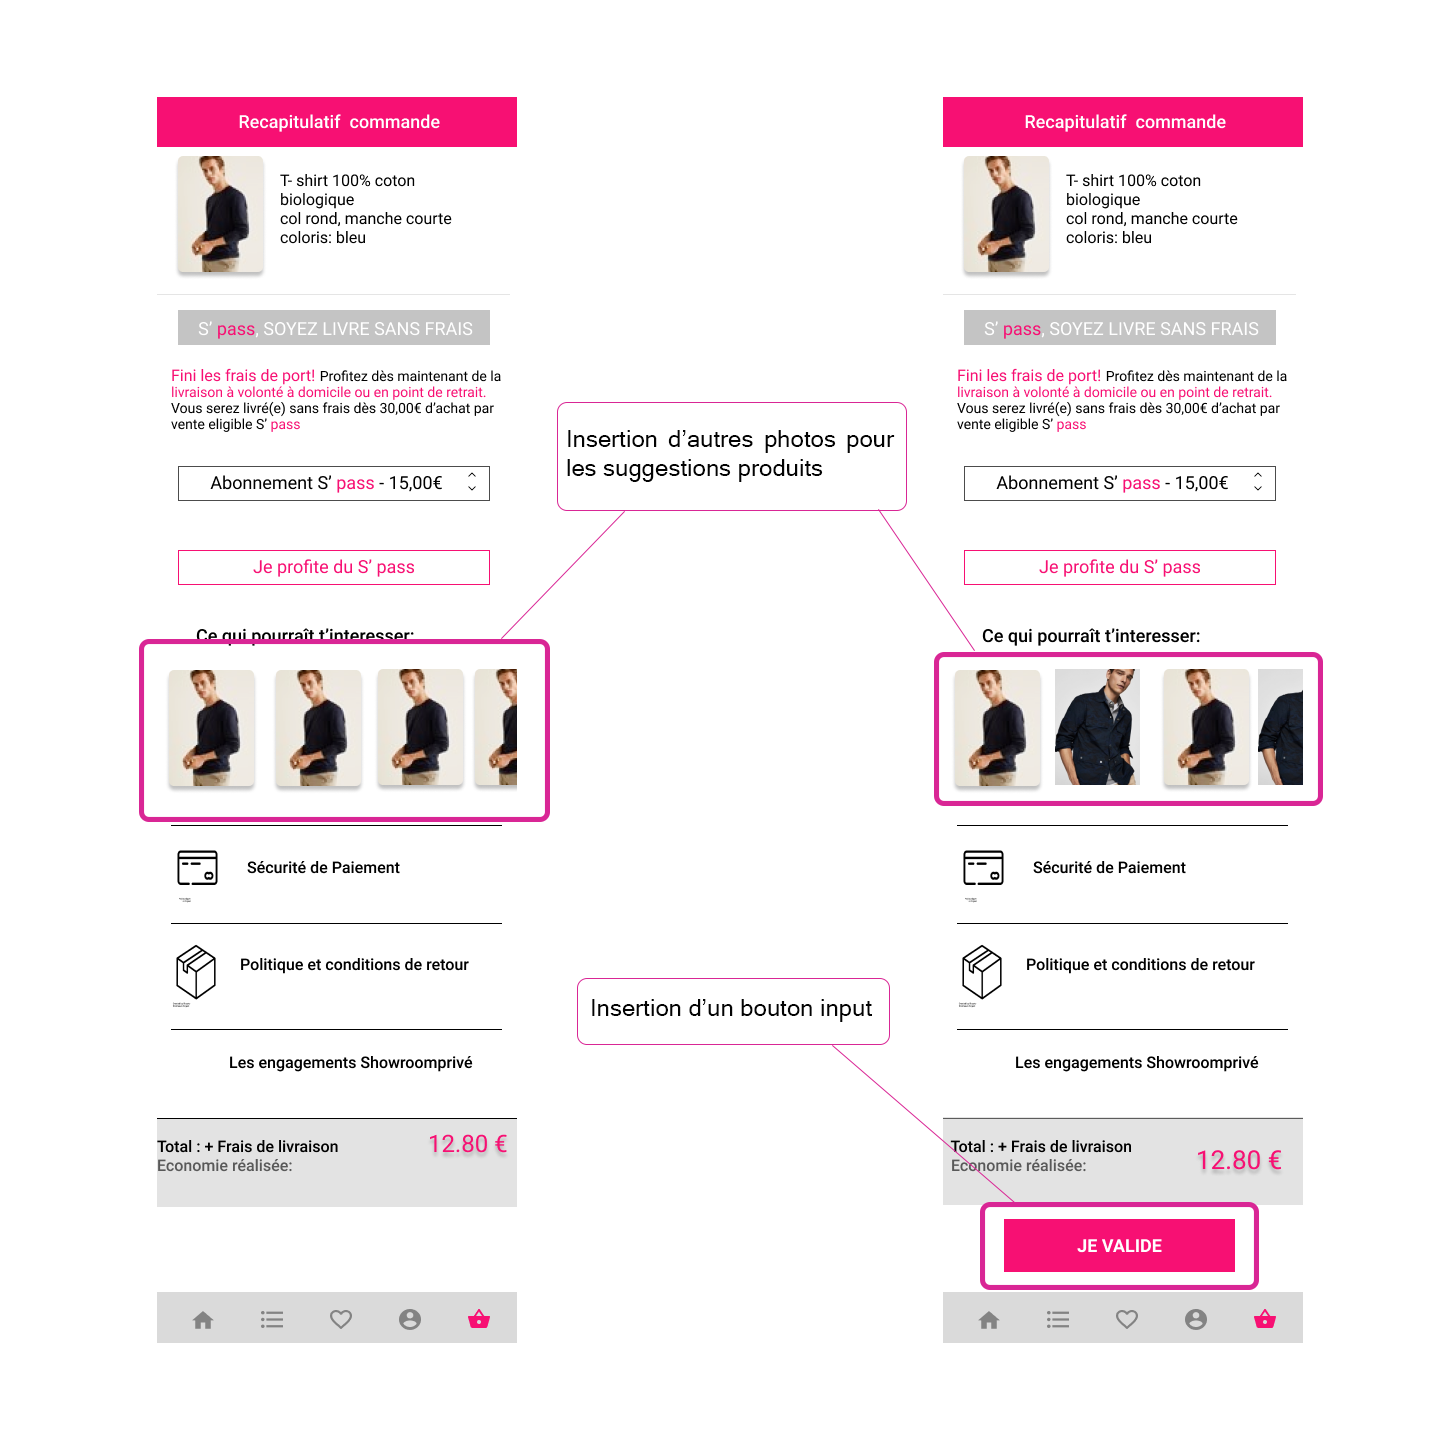 Recapitulatif commande
T- shirt 100% coton
biologique
col rond, manche courte
coloris: bleu
S' pass, SOYEZ LIVRE SANS FRAIS
Fini les frais de port! Profitez dès maintenant de la
livraison à volonté à domicile ou en point de retrait.
Vous serez livré(e) sans frais dès 30,00€ d'achat par
vente eligible S' pass
Abonnement S' pass - 15,00€
Je profite du S' pass
Ce qui pourraît t'interesser:
Sécurité de Paiement
Politique et conditions de retour
Les engagements Showroomprivé
Total : + Frais de livraison
12.80 €
Economie réalisée:
Insertion d'autres photos pour
les suggestions produits
Insertion d'un bouton input
Recapitulatif commande
T- shirt 100% coton
biologique
col rond, manche courte
coloris: bleu
S' pass, SOYEZ LIVRE SANS FRAIS
Fini les frais de port! Profitez dès maintenant de la
livraison à volonté à domicile ou en point de retrait.
Vous serez livré(e) sans frais dès 30,00€ d'achat par
vente eligible S' pass
Abonnement S' pass - 15,00€
Je profite du S' pass
Ce qui pourraît t'interesser:
Sécurité de Paiement
Politique et conditions de retour
Les engagements Showroomprivé
Total : + Frais de livraison
Economie réalisée:
12.80 €
JE VALIDE